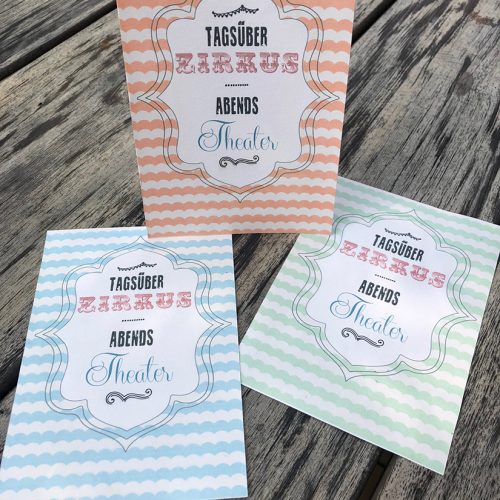 TAGSÜBER
ZIRKUS
ABENDS
Theater
TAGSÜBER
ZIRKUS
ABENDS
Theater
TAGSÜBER
ZIRKUS
ABENDS
Theater